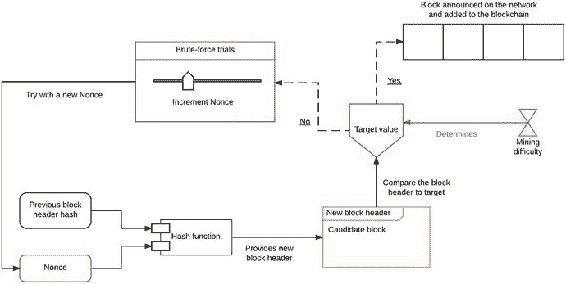 Block announced on the network
and added to the blockchain
Brute-force trials
Increment Nonce
Try with a new Nonce
Yes
No
Target value
Determines
Mining
difficulty
Compare the block
header to target
Previous block
header hash
Hash function
Nonce
Provides new
block header
New block header
Candidate block